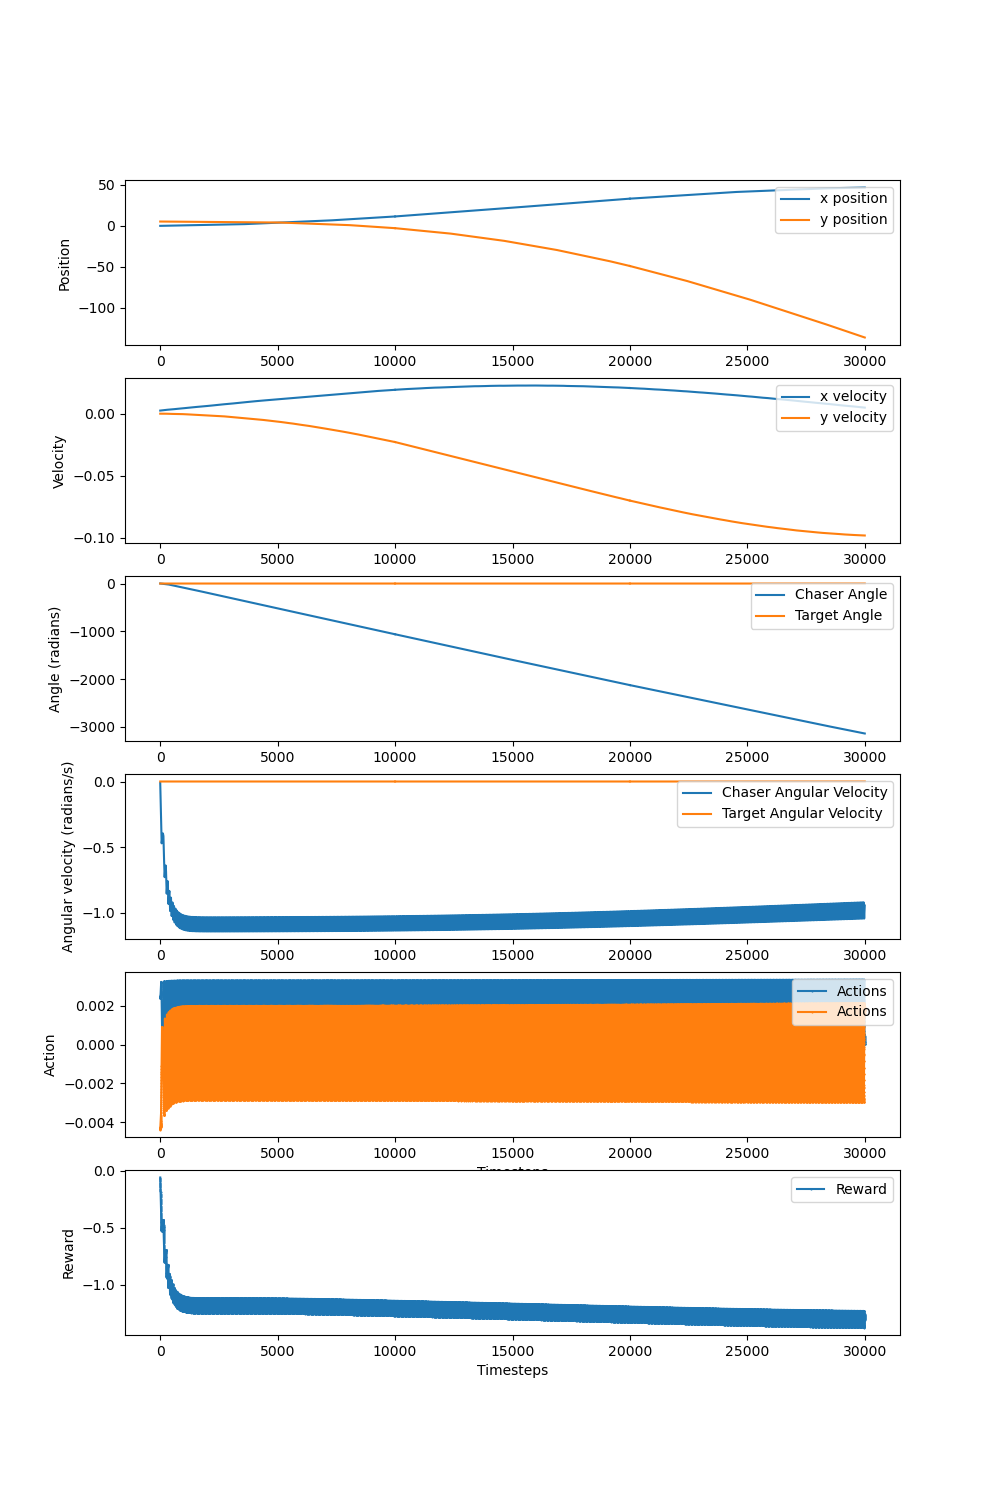 50
0
−50
−100
Position
x position
y position
0 5000 10000 15000 20000 25000 30000
0.00
−0.05
−0.10
Velocity
x velocity
y velocity
0 5000 10000 15000 20000 25000 30000
0
−1000
−2000
−3000
Angle (radians)
Chaser Angle
Target Angle
0 5000 10000 15000 20000 25000 30000
0.0
−0.5
−1.0
Angular velocity (radians/s)
Chaser Angular Velocity
Target Angular Velocity
0 5000 10000 15000 20000 25000 30000
0.002
0.000
−0.002
−0.004
Action
Actions
Actions
0 5000 10000 15000 20000 25000 30000
Timesteps
0.0
−0.5
−1.0
Reward
Reward
0 5000 10000 15000 20000 25000 30000
Timesteps